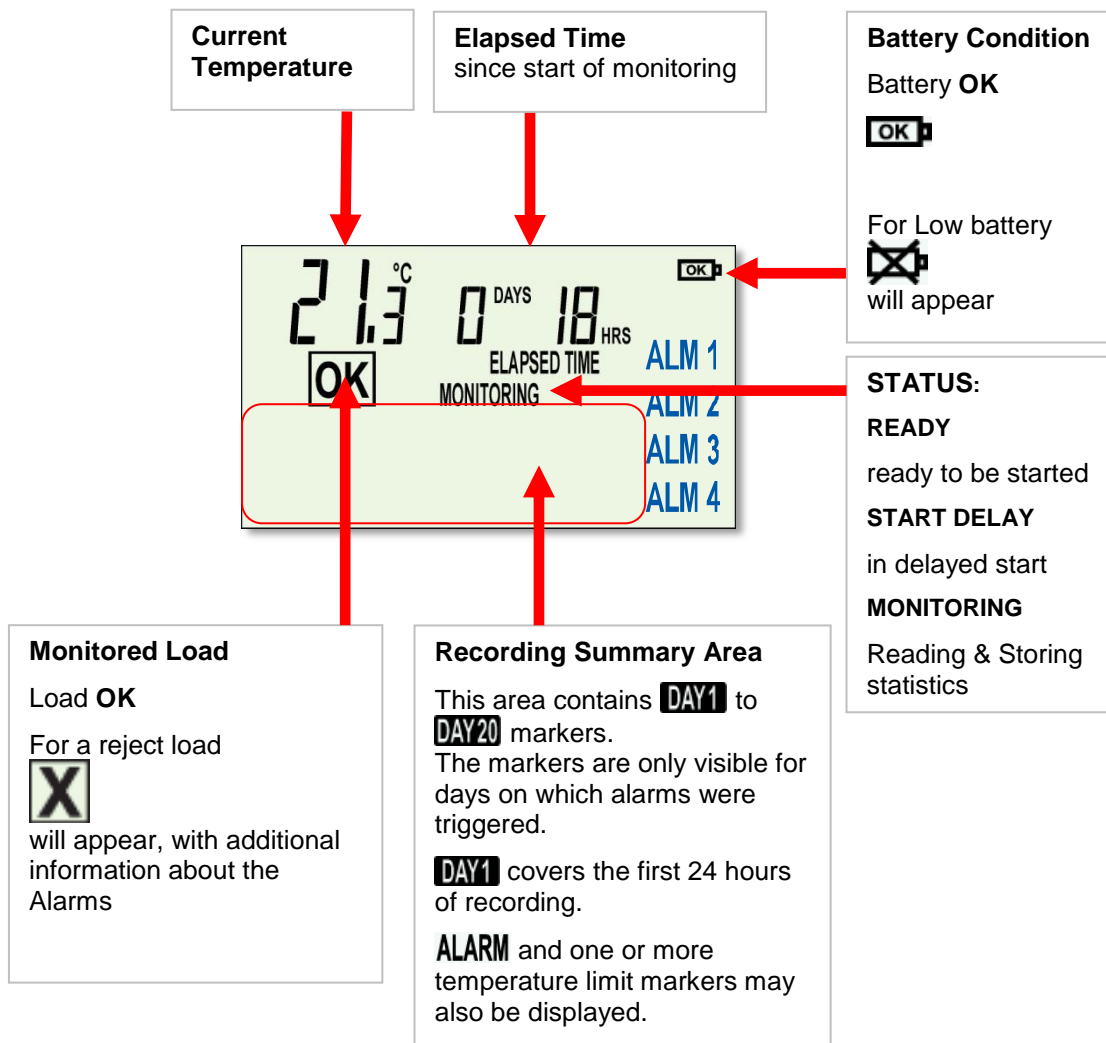 Current
Temperature
Elapsed Time
since start of monitoring
Battery Condition
Battery OK
OK
For Low battery
will appear
21.3 °C
0 DAYS 18 HRS
OK
ELAPSED TIME
OK
MONITORING
ALM 1
ALM 2
ALM 3
ALM 4
STATUS:
READY
ready to be started
START DELAY
in delayed start
MONITORING
Reading & Storing
statistics
Monitored Load
Load OK
For a reject load
X
will appear, with additional
information about the
Alarms
Recording Summary Area
This area contains DAY1 to
DAY20 markers.
The markers are only visible for
days on which alarms were
triggered.
DAY1 covers the first 24 hours
of recording.
ALARM and one or more
temperature limit markers may
also be displayed.